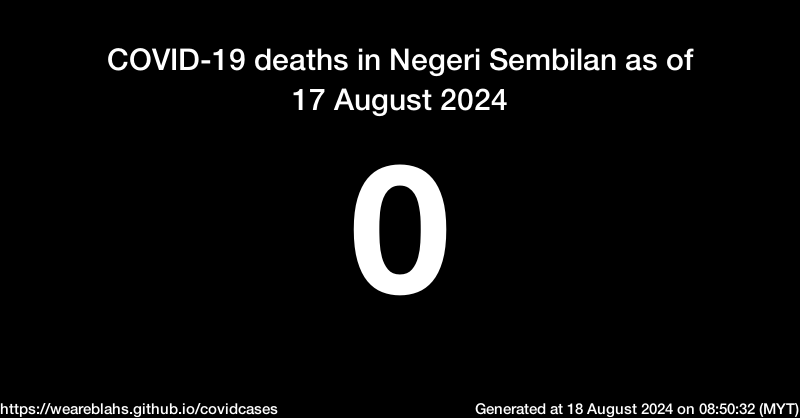 COVID-19 deaths in Negeri Sembilan as of
17 August 2024
0
https://weareblahs.github.io/covidcases
Generated at 18 August 2024 on 08:50:32 (MYT)